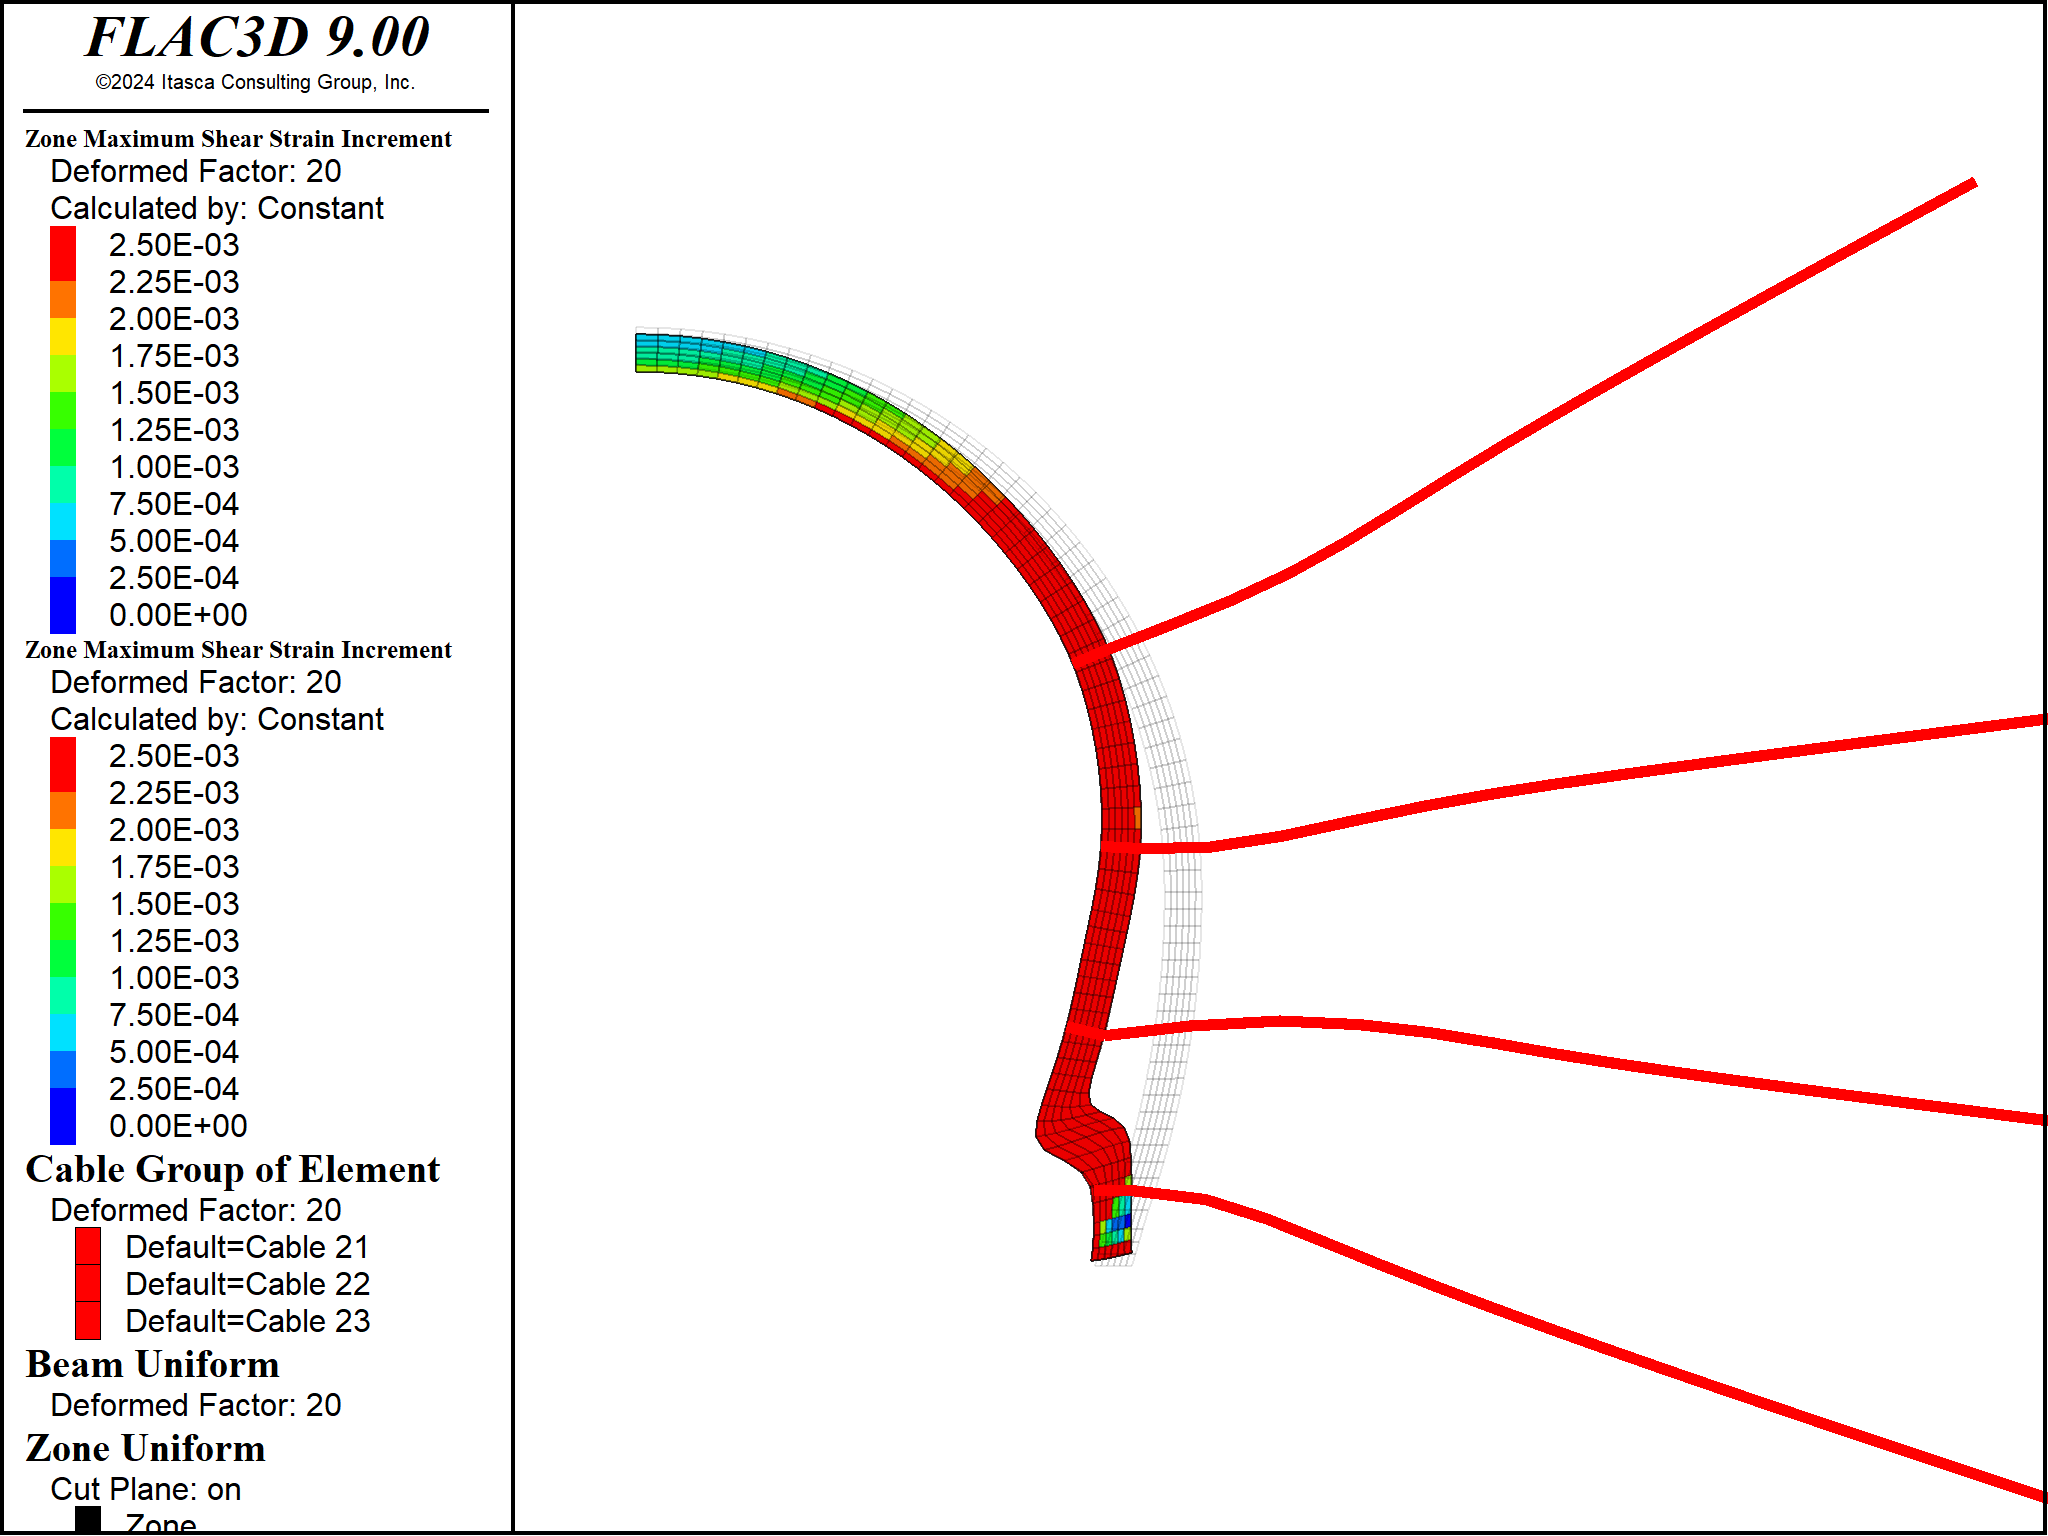 FLAC3D 9.00
©2024 Itasca Consulting Group, Inc.
Zone Maximum Shear Strain Increment
Deformed Factor: 20
Calculated by: Constant
2.50E-03
2.25E-03
2.00E-03
1.75E-03
1.50E-03
1.25E-03
1.00E-03
7.50E-04
5.00E-04
2.50E-04
0.00E+00
Zone Maximum Shear Strain Increment
Deformed Factor: 20
Calculated by: Constant
2.50E-03
2.25E-03
2.00E-03
1.75E-03
1.50E-03
1.25E-03
1.00E-03
7.50E-04
5.00E-04
2.50E-04
0.00E+00
Cable Group of Element
Deformed Factor: 20
Default=Cable 21
Default=Cable 22
Default=Cable 23
Beam Uniform
Deformed Factor: 20
Zone Uniform
Cut Plane: on
Zone